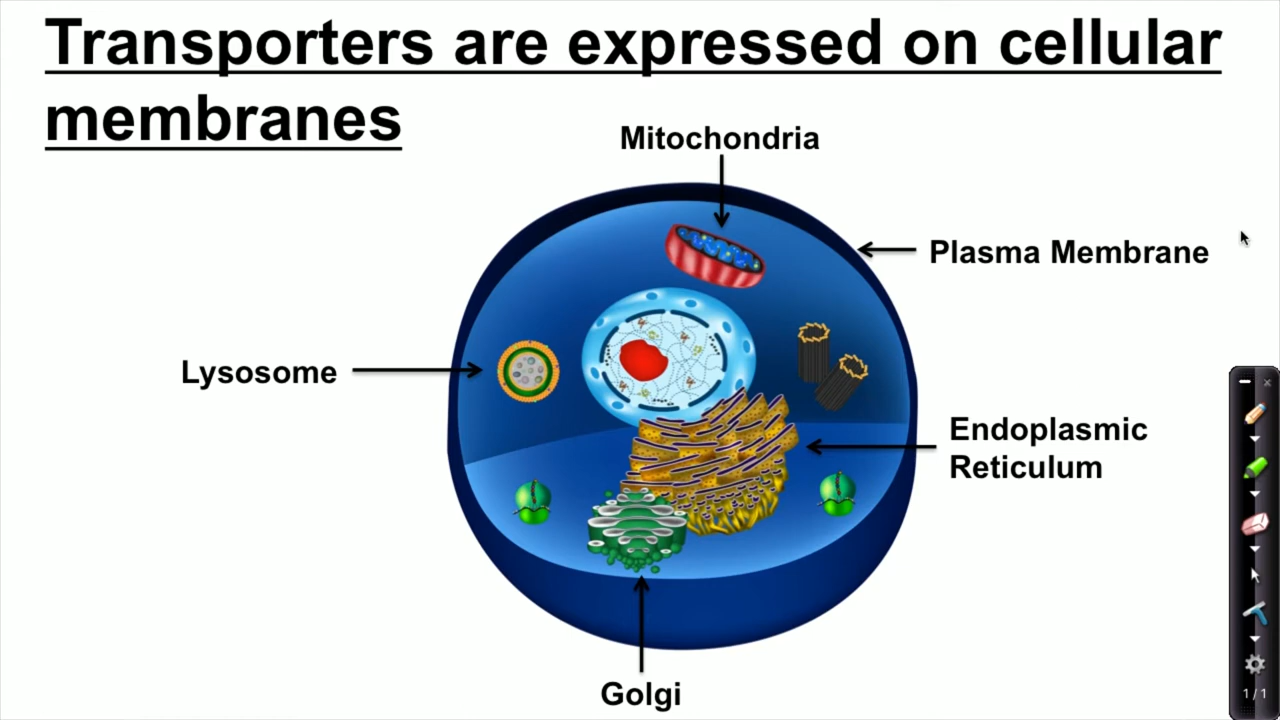 Transporters are expressed on cellular
membranes
Mitochondria
Plasma Membrane
Lysosome
Endoplasmic
Reticulum
Golgi
1/1